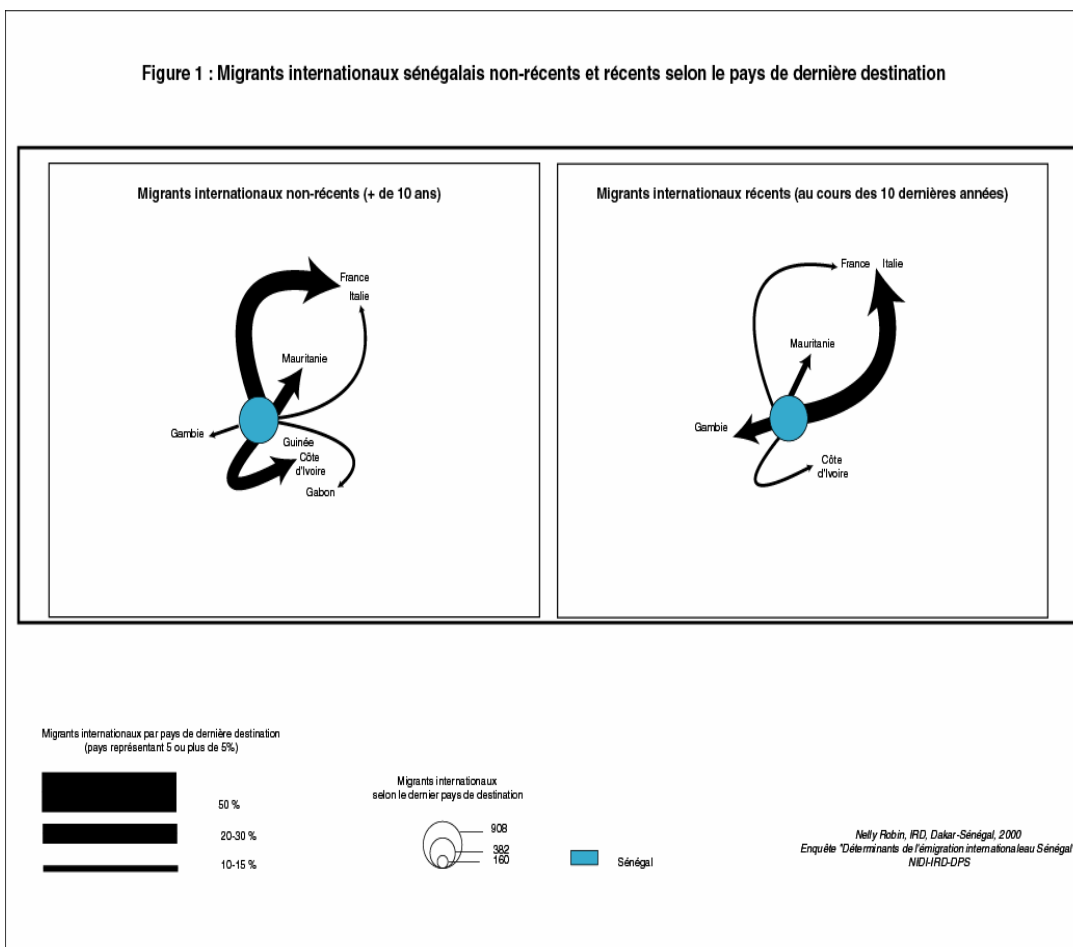 Figure 1 : Migrants internationaux sénégalais non-récents et récents selon le pays de dernière destination
Migrants internationaux non-récents (+ de 10 ans)
France
Italie
Mauritanie
Gambie
Guinée
Côte
d'Ivoire
Gabon
Migrants internationaux récents (au cours des 10 dernières années)
France Italie
Mauritanie
Gambie
Côte
d'Ivoire
Migrants internationaux par pays de dernière destination
(pays représentant 5 ou plus de 5%)
50 %
20-30 %
10-15 %
Migrants internationaux
selon le dernier pays de destination
908
382
160
Sénégal
Nelly Robin, IRD, Dakar-Sénégal, 2000
Enquête "Déterminants de l'émigration internationaleau Sénégal"
NIDI-IRD-DPS